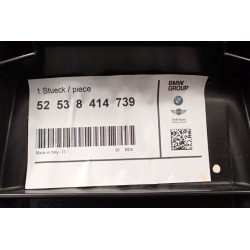 1 Stueck / piece
BMW
GROUP
52 53 8 414 739
Made in Italy